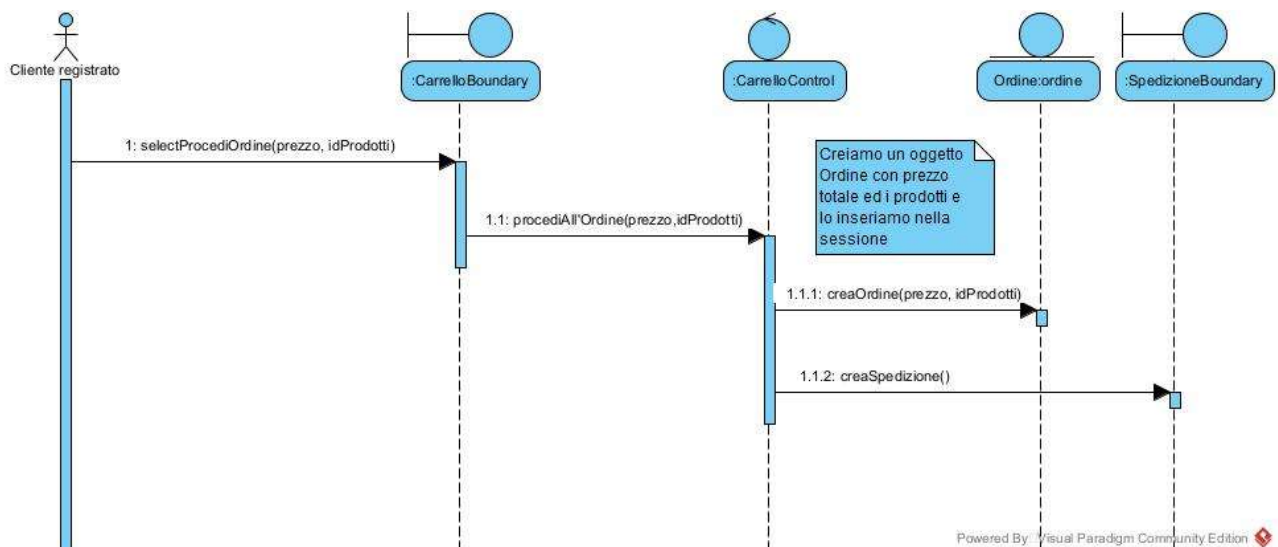 Cliente registrato
:CarrelloBoundary
:CarrelloControl
Ordine:ordine
:SpedizioneBoundary
1: selectProcediOrdine(prezzo, idProdotti)
Creiamo un oggetto
Ordine con prezzo
totale ed i prodotti e
lo inseriamo nella
sessione
1.1: procediAll'Ordine(prezzo,idProdotti)
1.1.1: creaOrdine(prezzo, idProdotti)
1.1.2: creaSpedizione()
Powered By Visual Paradigm Community Edition